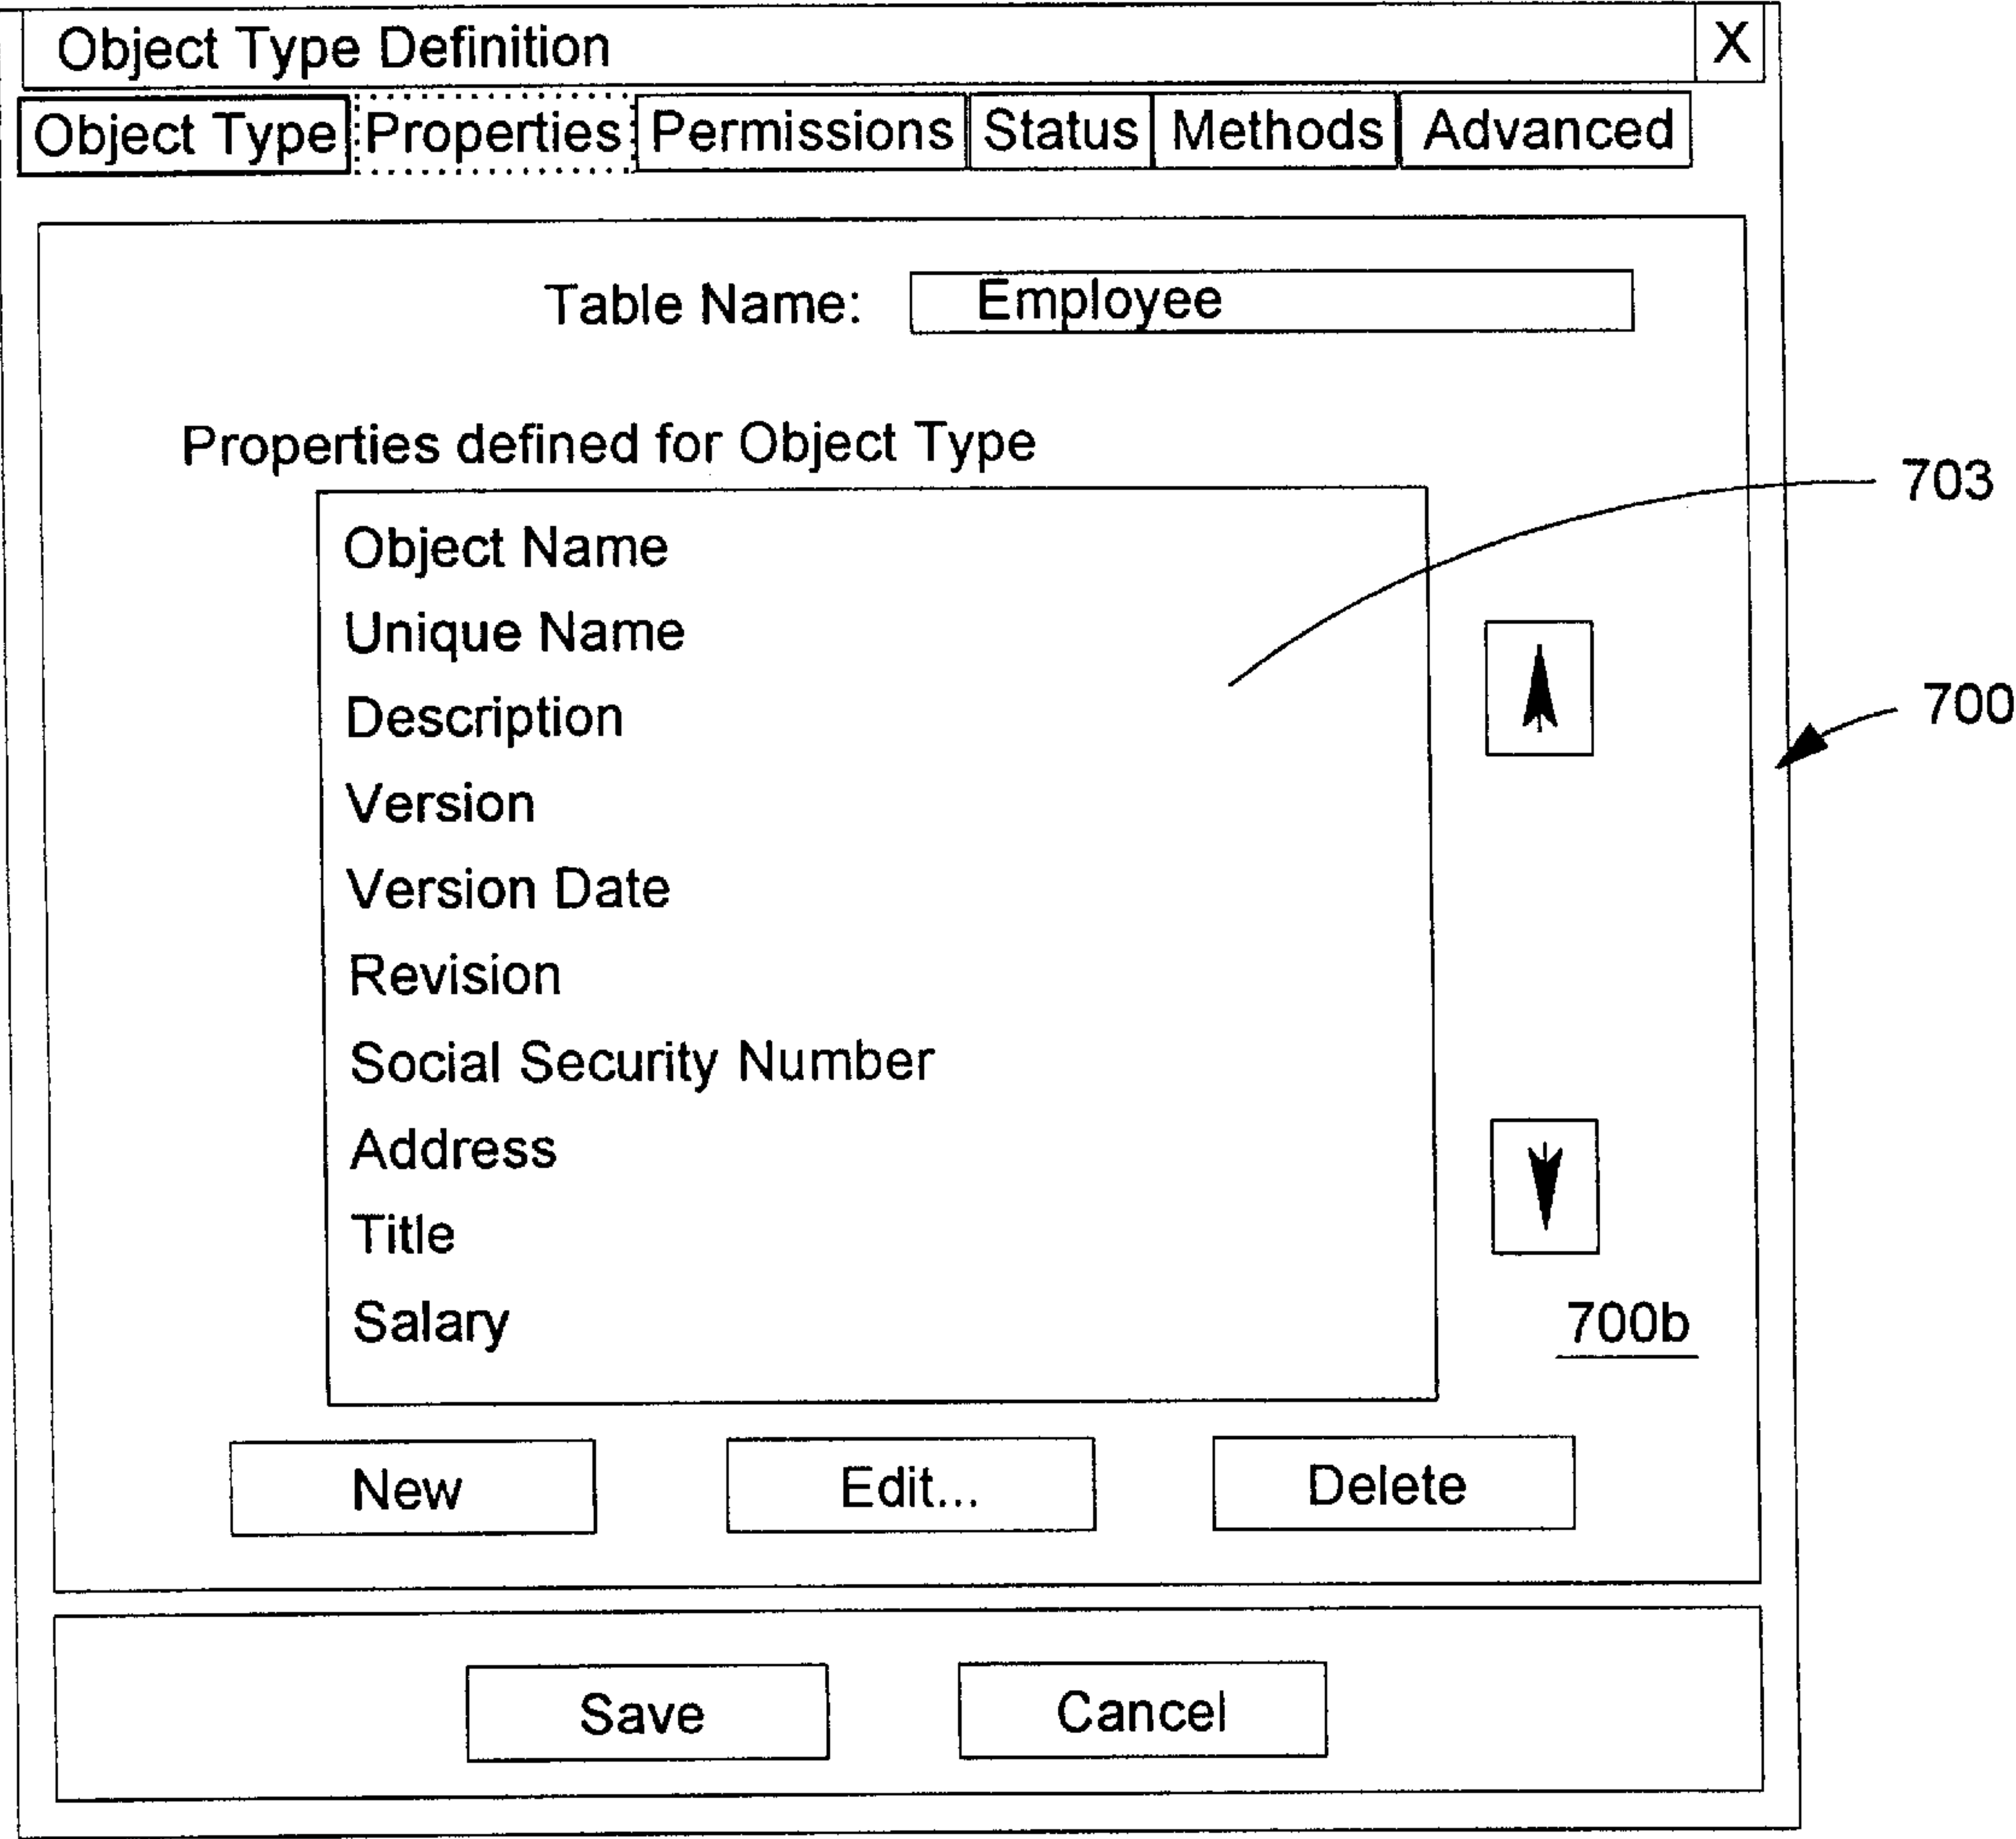 Object Type Definition X
Object Type Properties Permissions Status Methods Advanced
Table Name: Employee
Properties defined for Object Type
703
Object Name
Unique Name
700
Description
Version
Version Date
Revision
Social Security Number
Address
Title
Salary
700b
New Edit... Delete
Save Cancel